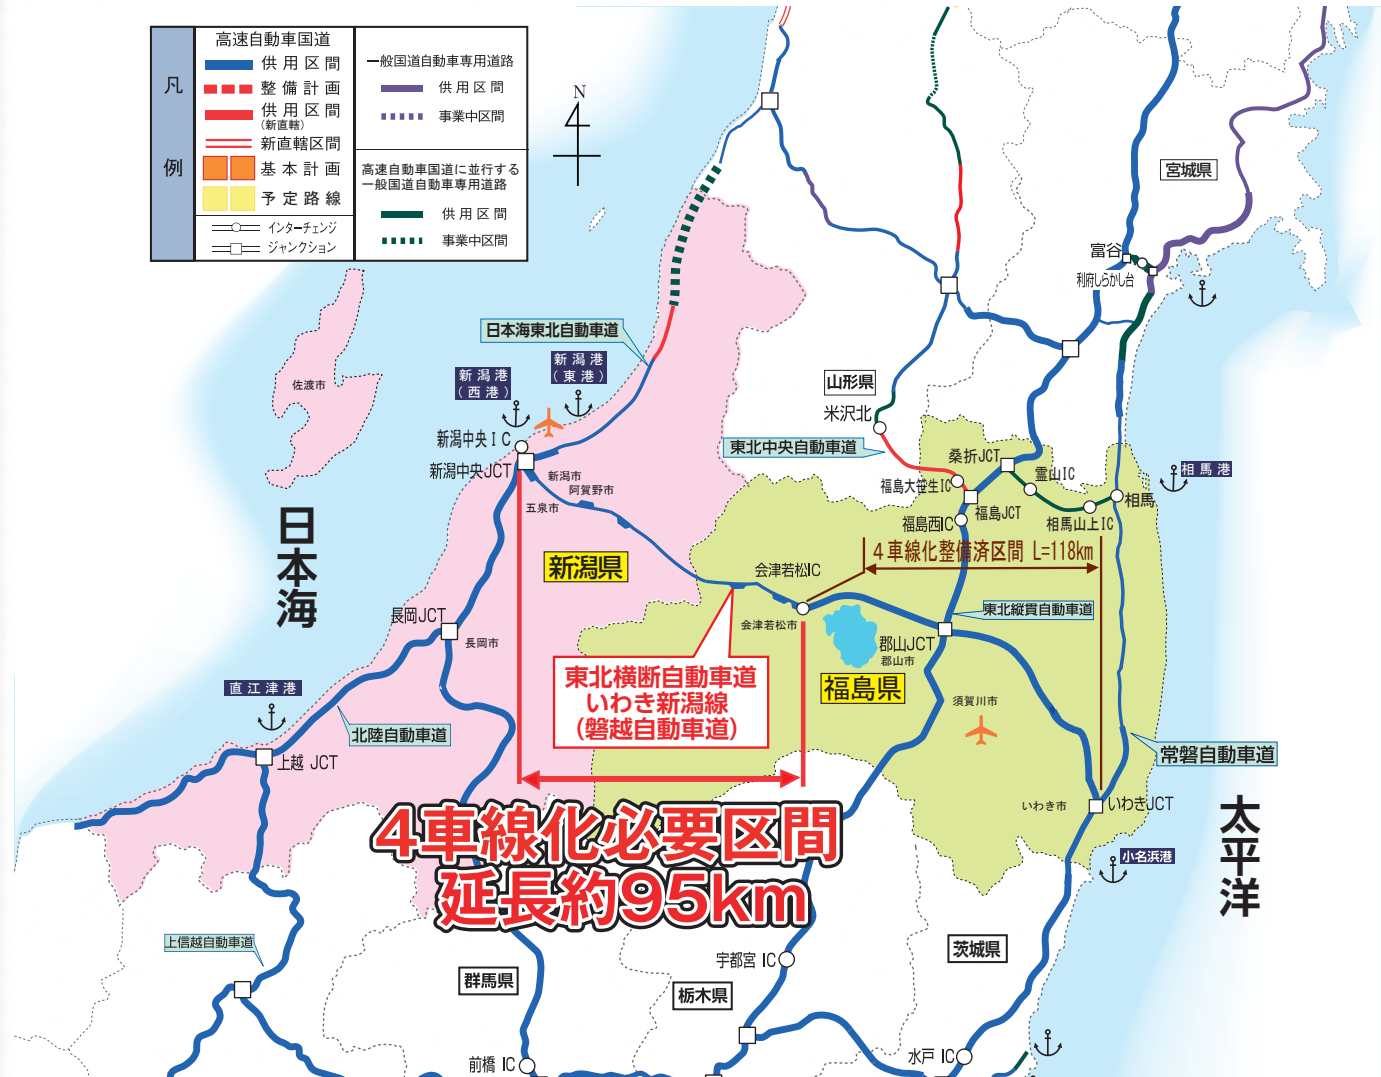 凡例
高速自動車国道
供用区間
整備計画
供用区間
(新直轄)
新直轄区間
基本計画
予定路線
インターチェンジ
ジャンクション
一般国道自動車専用道路
供用区間
事業中区間
高速自動車国道に並行する
一般国道自動車専用道路
供用区間
事業中区間
N
宮城県
富谷
利府しらかし台
日本海東北自動車道
新潟港
(東港)
新潟港
(西港)
佐渡市
山形県
米沢北
新潟中央IC
新潟中央JCT
東北中央自動車道
桑折JCT
霊山IC
相馬港
福島大笹生IC
相馬
福島JCT
相馬山上IC
福島西IC
新潟市
阿賀野市
五泉市
日本海
新潟県
4車線化整備済区間 L=118km
会津若松IC
会津若松市
東北縦貫自動車道
長岡JCT
長岡市
郡山JCT
郡山市
東北横断自動車道
いわき新潟線
(磐越自動車道)
福島県
直江津港
須賀川市
北陸自動車道
上越 JCT
常磐自動車道
いわき市
いわきJCT
太平洋
4車線化必要区間
延長約95km
小名浜港
上信越自動車道
宇都宮 IC
茨城県
群馬県
栃木県
前橋 IC
水戸 IC